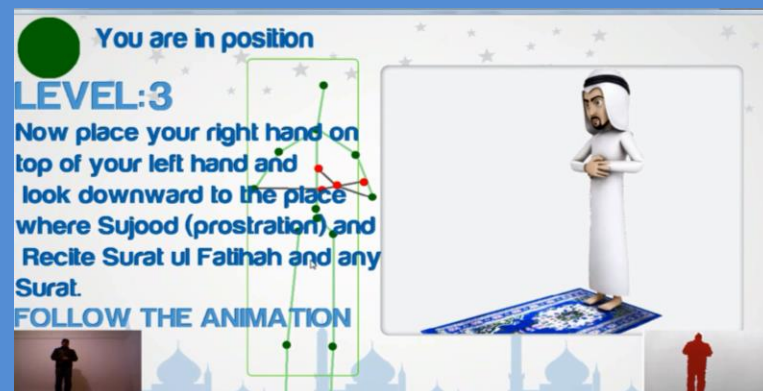 You are in position
LEVEL:3
Now place your right hand on
top of your left hand and
look downward to the place
where Sujood (prostration) and
Recite Surat ul Fatihah and any
Surat.
FOLLOW THE ANIMATION